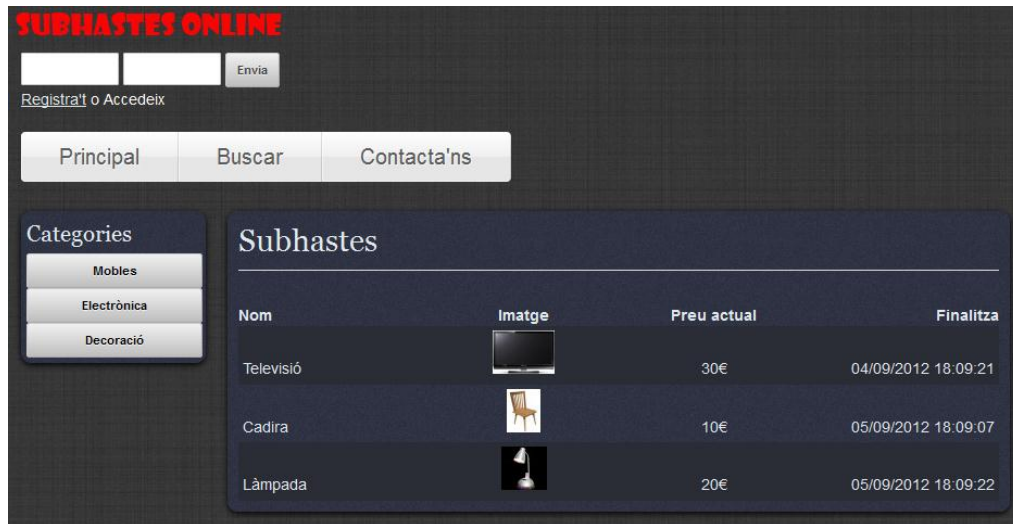 SUBHASTES ONLINE
Envia
Registra't o Accedeix
Principal Buscar Contacta'ns
Categories
Mobles
Electrònica
Decoració
Subhastes
Nom Imatge Preu actual Finalitza
Televisió 30€ 04/09/2012 18:09:21
Cadira 10€ 05/09/2012 18:09:07
Làmpada 20€ 05/09/2012 18:09:22